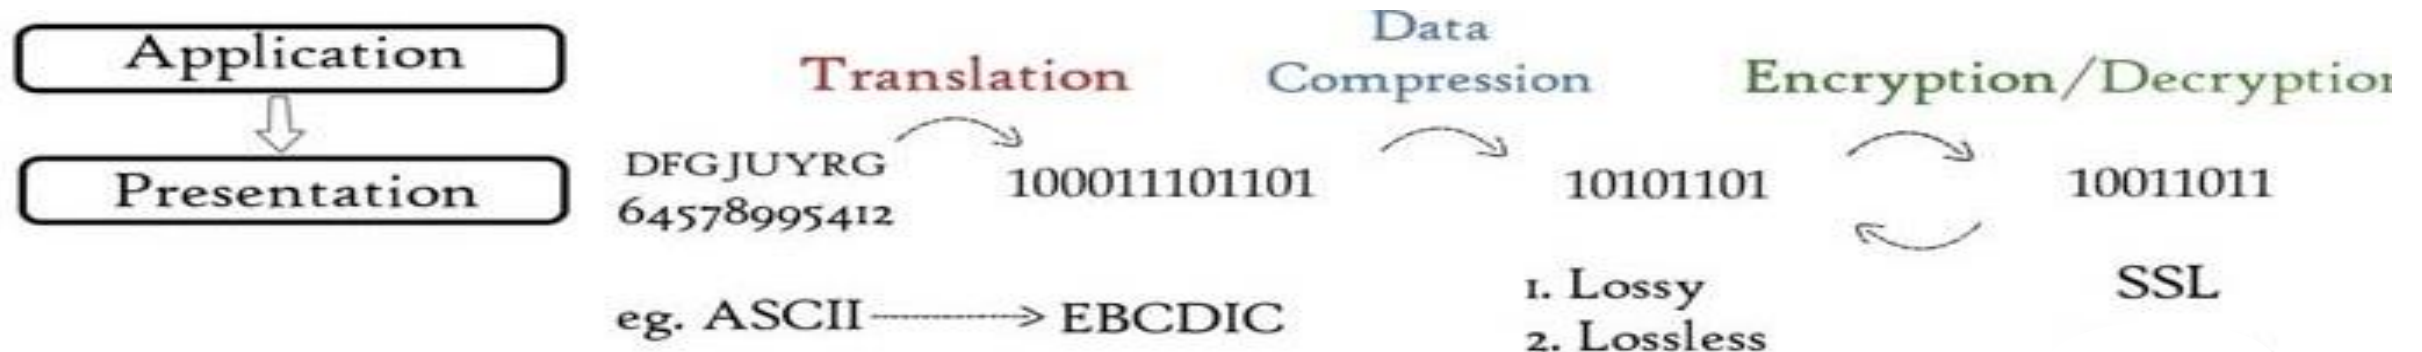 Application
Presentation
Translation
Data
Compression
Encryption/Decryption
DFGJUYRG
64578995412
100011101101
10101101
10011011
eg. ASCII
EBCDIC
1. Lossy
2. Lossless
SSL